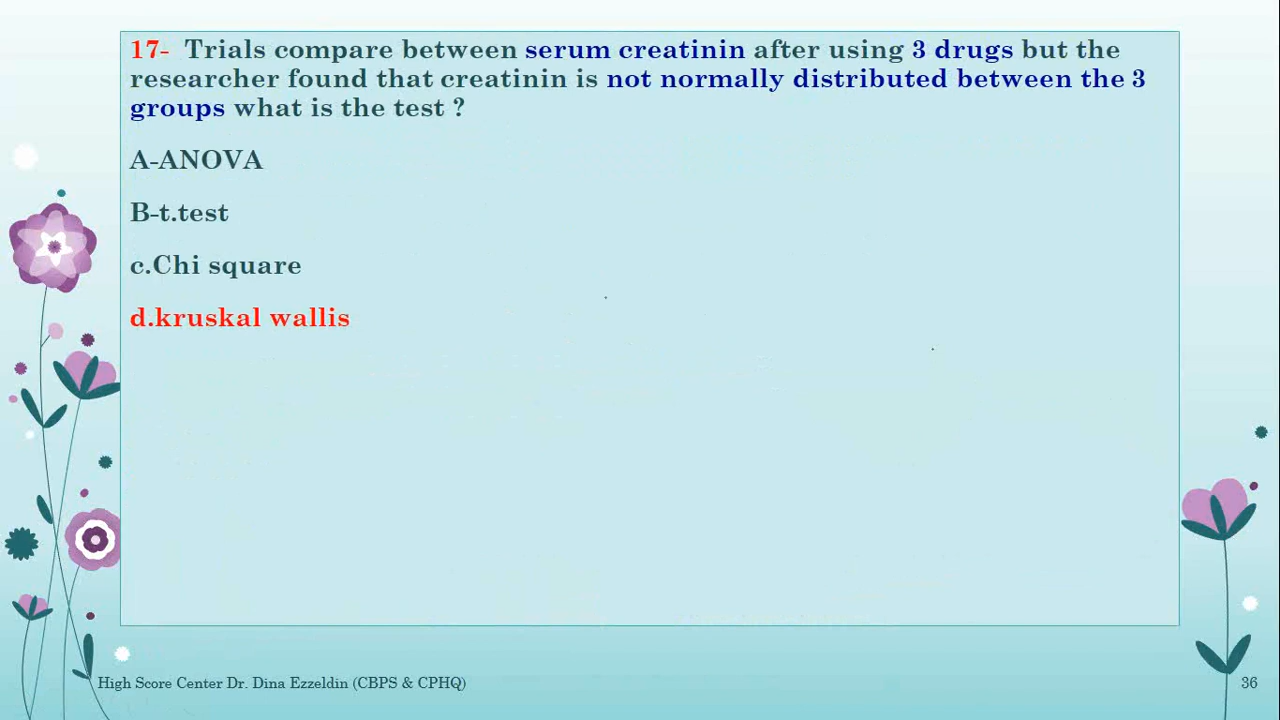 17- Trials compare between serum creatinin after using 3 drugs but the
researcher found that creatinin is not normally distributed between the 3
groups what is the test ?
A-ANOVA
B-t.test
c.Chi square
d.kruskal wallis
High Score Center Dr. Dina Ezzeldin (CBPS & CPHQ)
36